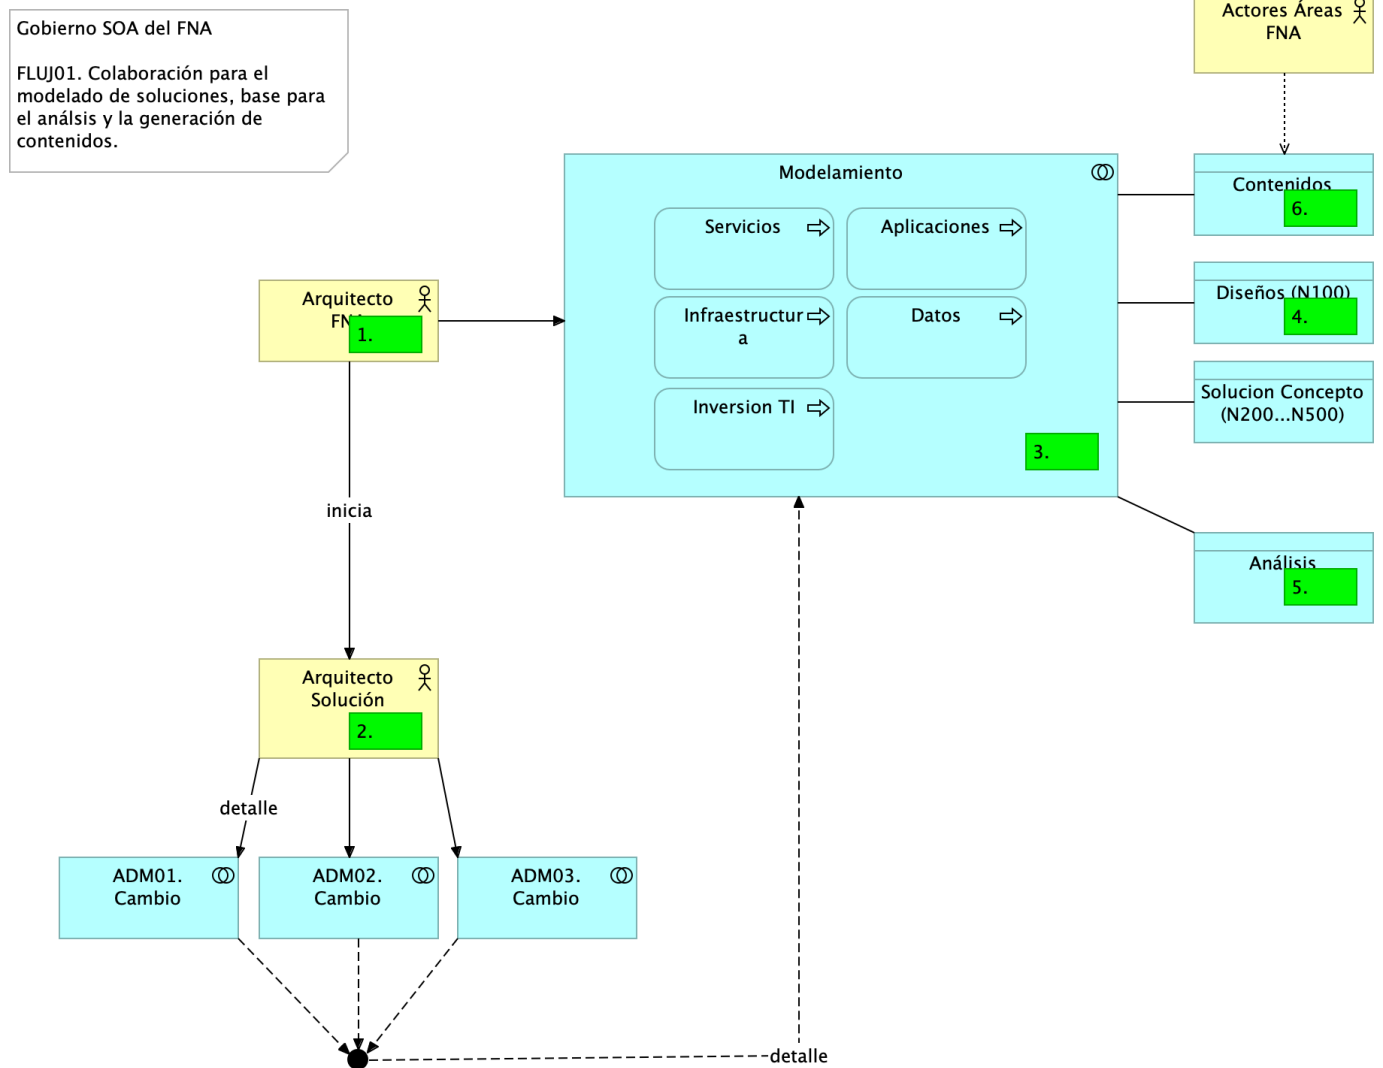 Gobierno SOA del FNA
FLUJ01. Colaboración para el
modelado de soluciones, base para
el análsis y la generación de
contenidos.
Actores Áreas
FNA
Modelamiento
Servicios
Aplicaciones
Infraestructur
a
Datos
Inversion TI
3.
Contenidos
6.
Diseños (N100)
4.
Solucion Concepto
(N200...N500)
Análisis
5.
Arquitecto
FNA
1.
inicia
Arquitecto
Solución
2.
detalle
ADM01.
Cambio
ADM02.
Cambio
ADM03.
Cambio
detalle